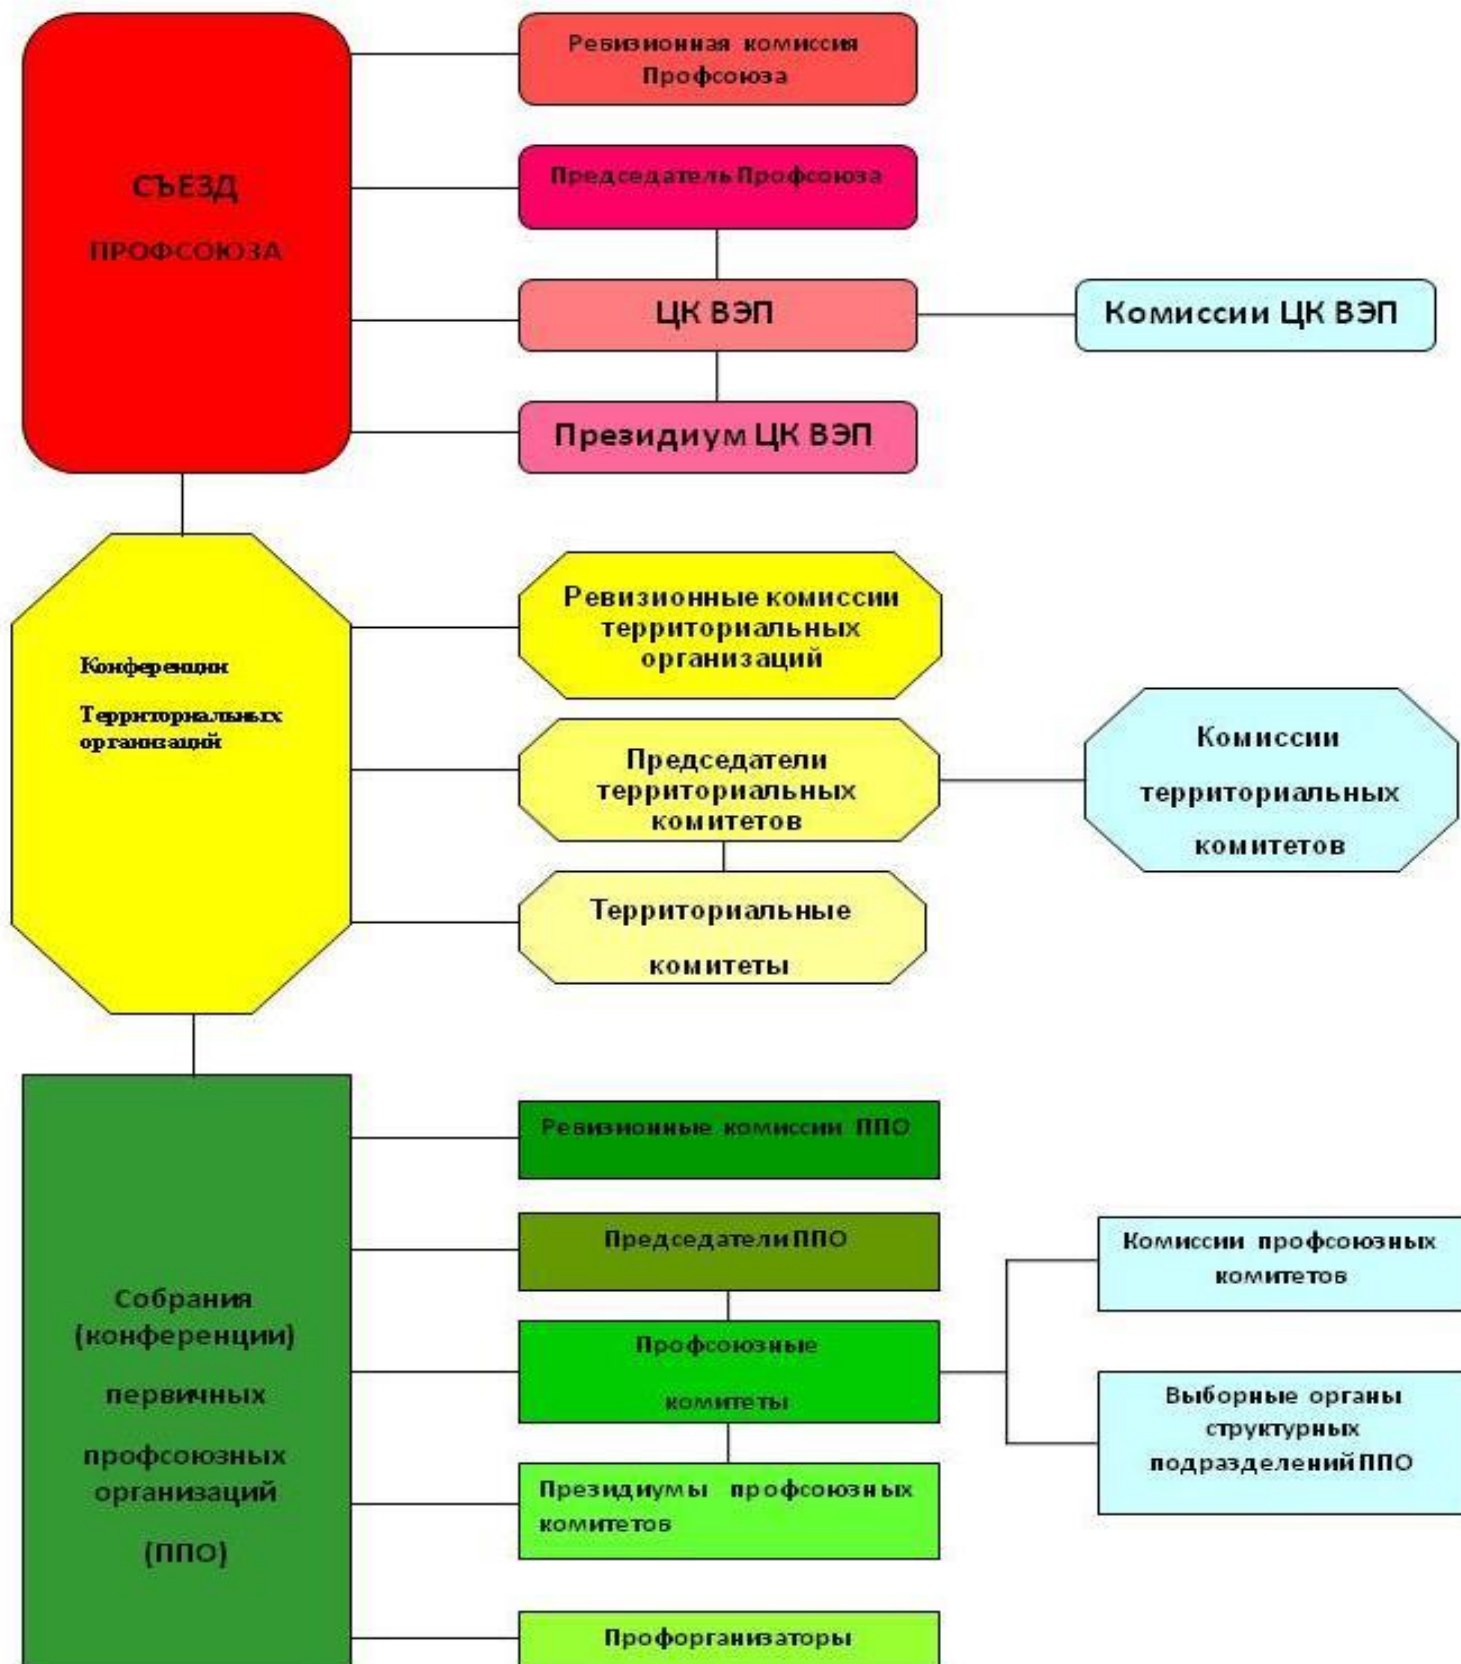 СЪЕЗД
ПРОФСОЮЗА
Ревизионная комиссия
Профсоюза
Председатель Профсоюза
ЦК ВЭП
Комиссии ЦК ВЭП
Президиум ЦК ВЭП
Конференции
Территориальных
организаций
Ревизионные комиссии
территориальных
организаций
Председатели
территориальных
комитетов
Комиссии
территориальных
комитетов
Территориальные
комитеты
Собрания
(конференции)
первичных
профсоюзных
организаций
(ППО)
Ревизионные комиссии ППО
Председатели ППО
Профсоюзные
комитеты
Комиссии профсоюзных
комитетов
Выборные органы
структурных
подразделений ППО
Президиумы профсоюзных
комитетов
Профорганизаторы